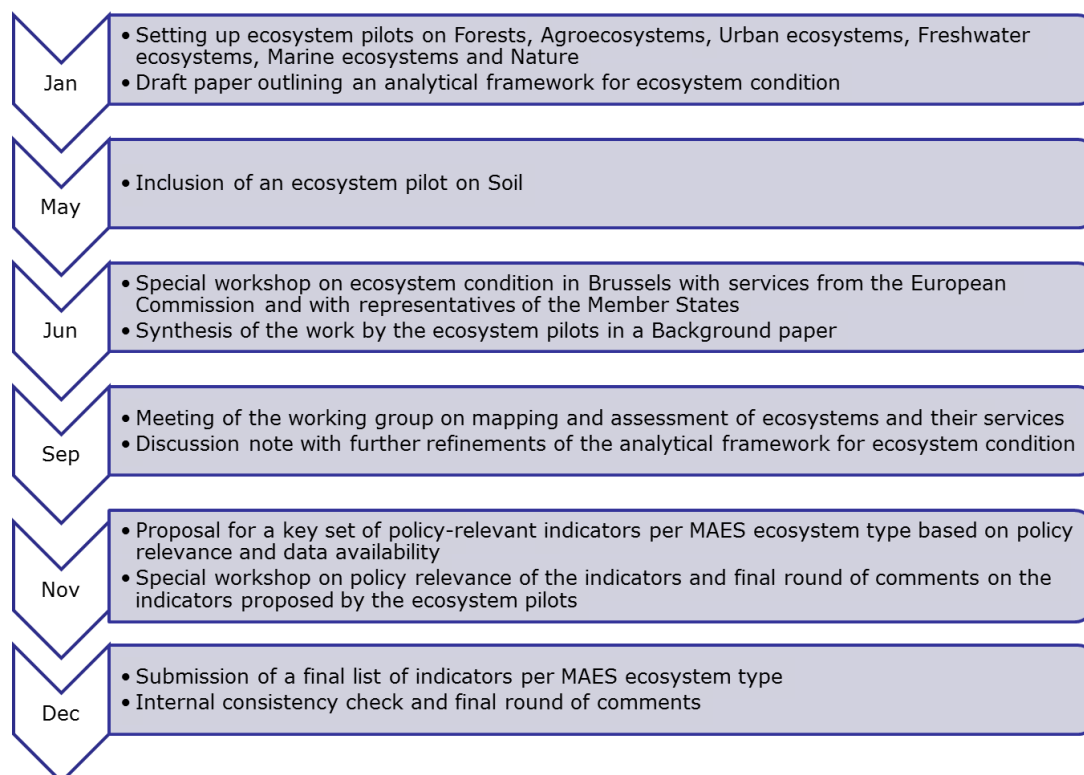 Jan
• Setting up ecosystem pilots on Forests, Agroecosystems, Urban ecosystems, Freshwater
ecosystems, Marine ecosystems and Nature
• Draft paper outlining an analytical framework for ecosystem condition
May
• Inclusion of an ecosystem pilot on Soil
Jun
• Special workshop on ecosystem condition in Brussels with services from the European
Commission and with representatives of the Member States
• Synthesis of the work by the ecosystem pilots in a Background paper
Sep
• Meeting of the working group on mapping and assessment of ecosystems and their services
• Discussion note with further refinements of the analytical framework for ecosystem condition
Nov
• Proposal for a key set of policy-relevant indicators per MAES ecosystem type based on policy
relevance and data availability
• Special workshop on policy relevance of the indicators and final round of comments on the
indicators proposed by the ecosystem pilots
Dec
• Submission of a final list of indicators per MAES ecosystem type
• Internal consistency check and final round of comments